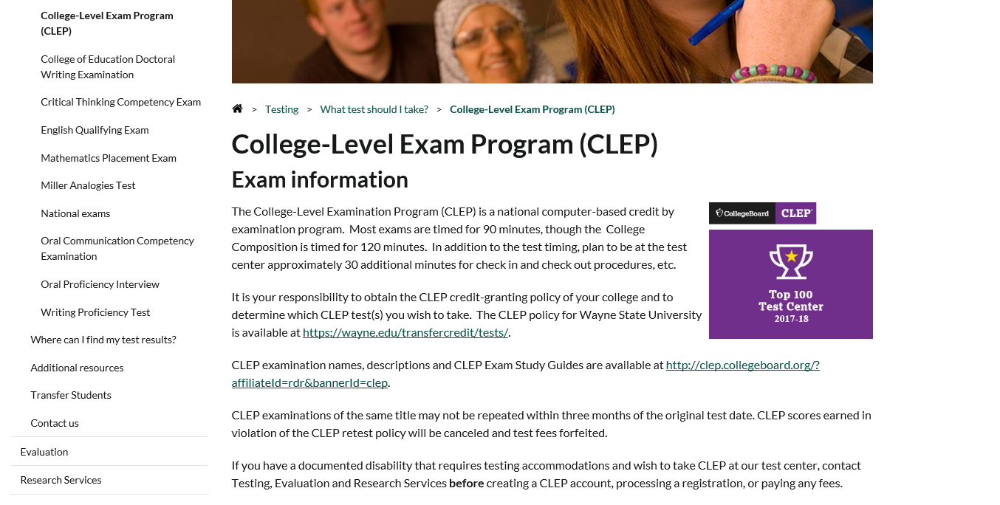 College-Level Exam Program
(CLEP)
College of Education Doctoral
Writing Examination
Critical Thinking Competency Exam
English Qualifying Exam
Mathematics Placement Exam
Miller Analogies Test
National exams
Oral Communication Competency
Examination
Oral Proficiency Interview
Writing Proficiency Test
Where can I find my test results?
Additional resources
Transfer Students
Contact us
Evaluation
Research Services
> Testing > What test should I take? > College-Level Exam Program (CLEP)
College-Level Exam Program (CLEP)
Exam information
The College-Level Examination Program (CLEP) is a national computer-based credit by
examination program.  Most exams are timed for 90 minutes, though the  College
Composition is timed for 120 minutes.  In addition to the test timing, plan to be at the test
center approximately 30 additional minutes for check in and check out procedures, etc.
It is your responsibility to obtain the CLEP credit-granting policy of your college and to
determine which CLEP test(s) you wish to take.  The CLEP policy for Wayne State University
is available at https://wayne.edu/transfercredit/tests/.
CollegeBoard CLEP®
Top 100
Test Center
2017-18
CLEP examination names, descriptions and CLEP Exam Study Guides are available at http://clep.collegeboard.org/?
affiliateId=rdr&bannerId=clep.
CLEP examinations of the same title may not be repeated within three months of the original test date. CLEP scores earned in
violation of the CLEP retest policy will be canceled and test fees forfeited.
If you have a documented disability that requires testing accommodations and wish to take CLEP at our test center, contact
Testing, Evaluation and Research Services before creating a CLEP account, processing a registration, or paying any fees.